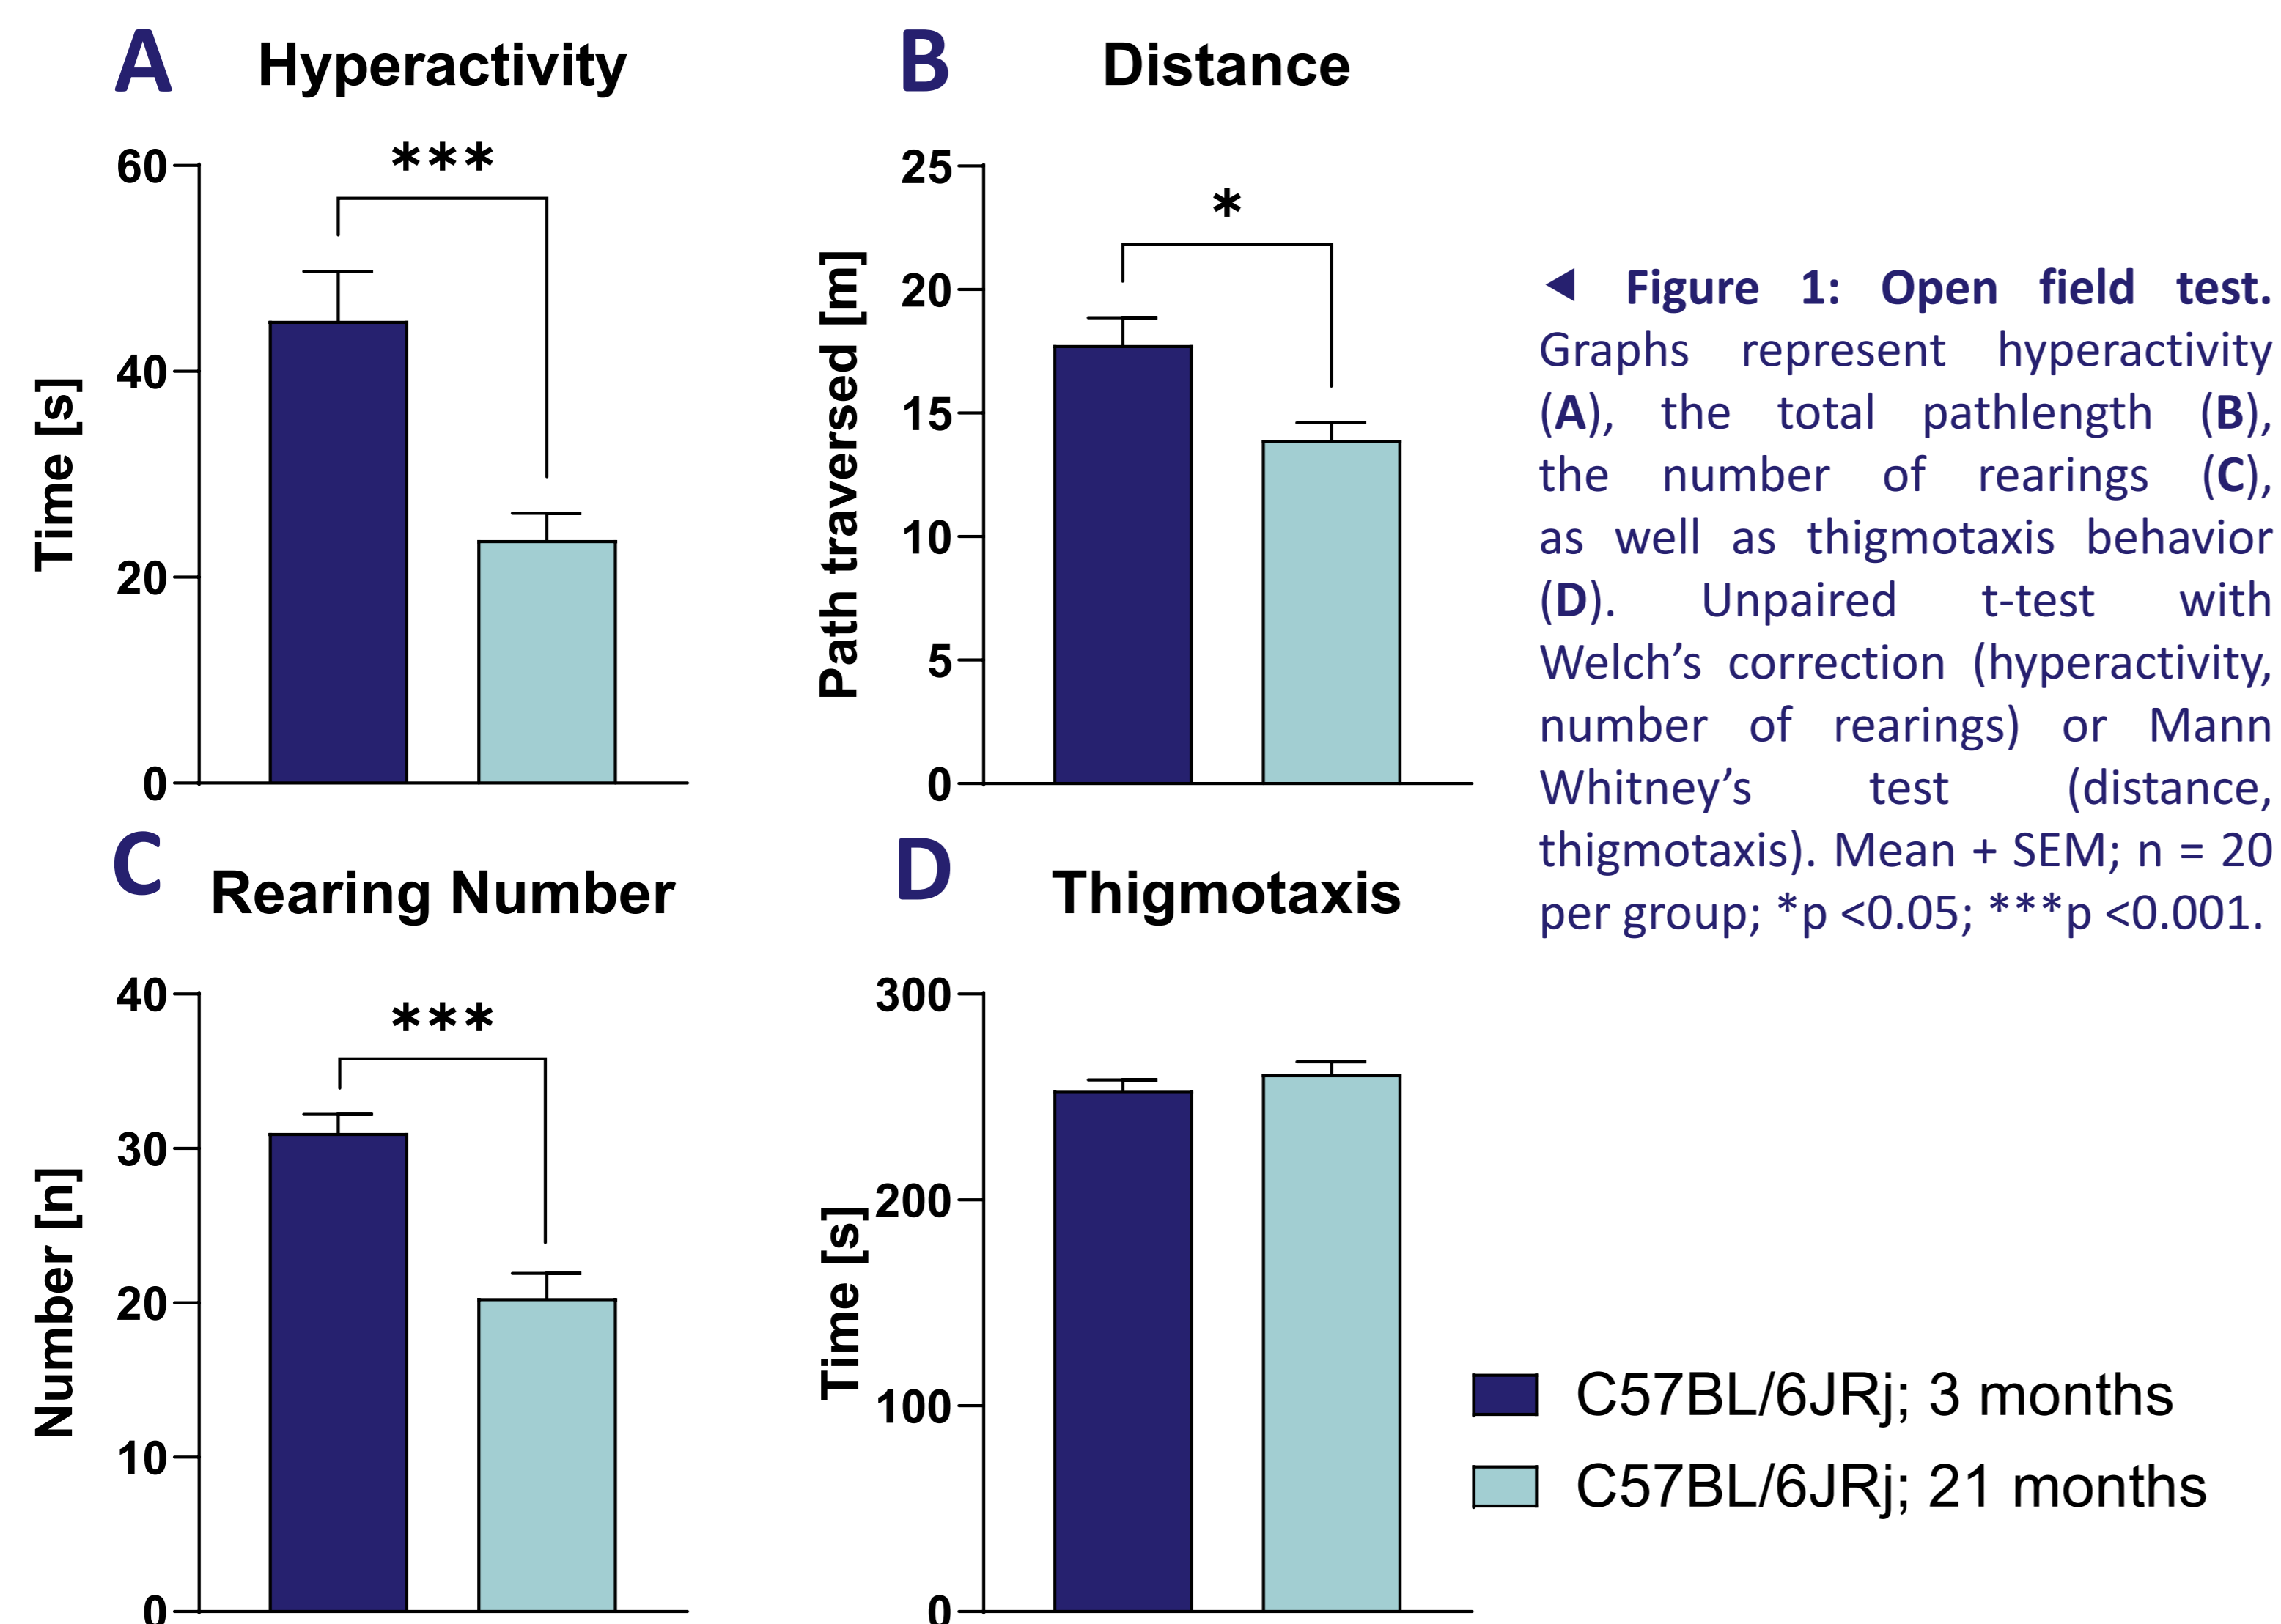 A Hyperactivity
60
40
20
0
Time [s]
***
B Distance
25
20
15
10
5
0
Path traversed [m]
*
◄ Figure 1: Open field test.
Graphs represent hyperactivity
(A), the total pathlength (B),
the number of rearings (C),
as well as thigmotaxis behavior
(D). Unpaired t-test with
Welch’s correction (hyperactivity,
number of rearings) or Mann
Whitney’s test (distance,
thigmotaxis). Mean + SEM; n = 20
per group; *p <0.05; ***p <0.001.
C Rearing Number
40
30
20
10
0
Number [n]
***
D Thigmotaxis
300
200
100
0
Time [s]
C57BL/6JRj; 3 months
C57BL/6JRj; 21 months